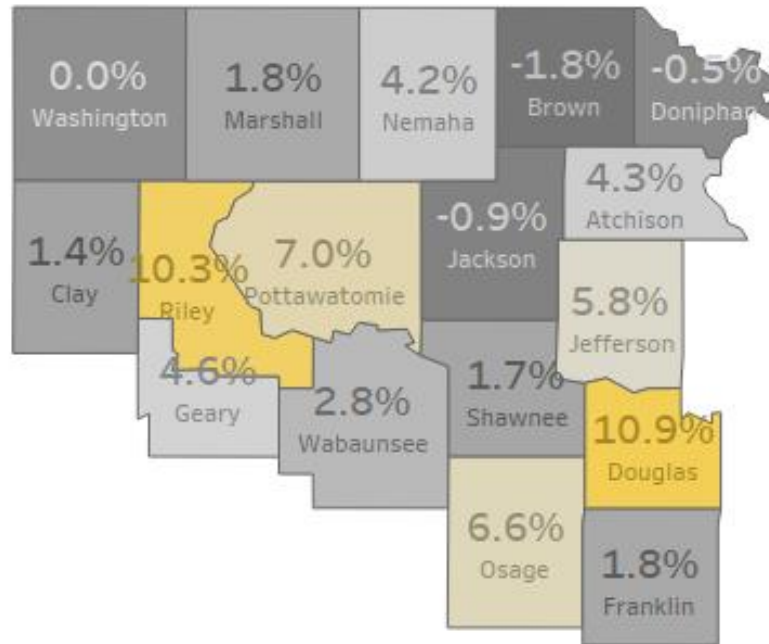 0.0%
Washington
1.8%
Marshall
4.2%
Nemaha
-1.8%
Brown
-0.5%
Doniphan
4.3%
Atchison
1.4%
Clay
10.3%
Riley
7.0%
Pottawatomie
-0.9%
Jackson
5.8%
Jefferson
4.6%
Geary
2.8%
Wabaunsee
1.7%
Shawnee
10.9%
Douglas
6.6%
Osage
1.8%
Franklin